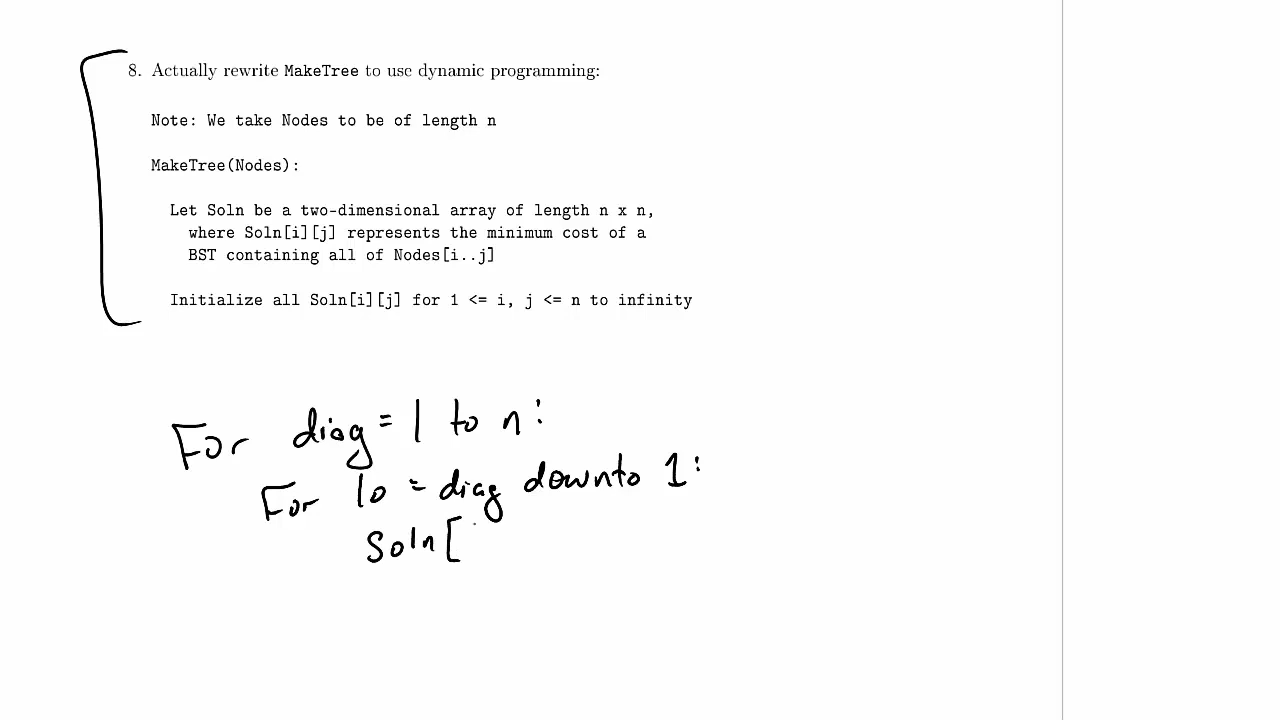 8. Actually rewrite MakeTree to use dynamic programming:
Note: We take Nodes to be of length n
MakeTree(Nodes):
Let Soln be a two-dimensional array of length n x n,
where Soln[i][j] represents the minimum cost of a
BST containing all of Nodes[i..j]
Initialize all Soln[i][j] for 1 <= i, j <= n to infinity
For diag = 1 to n:
For lo = diag downto 1:
Soln[